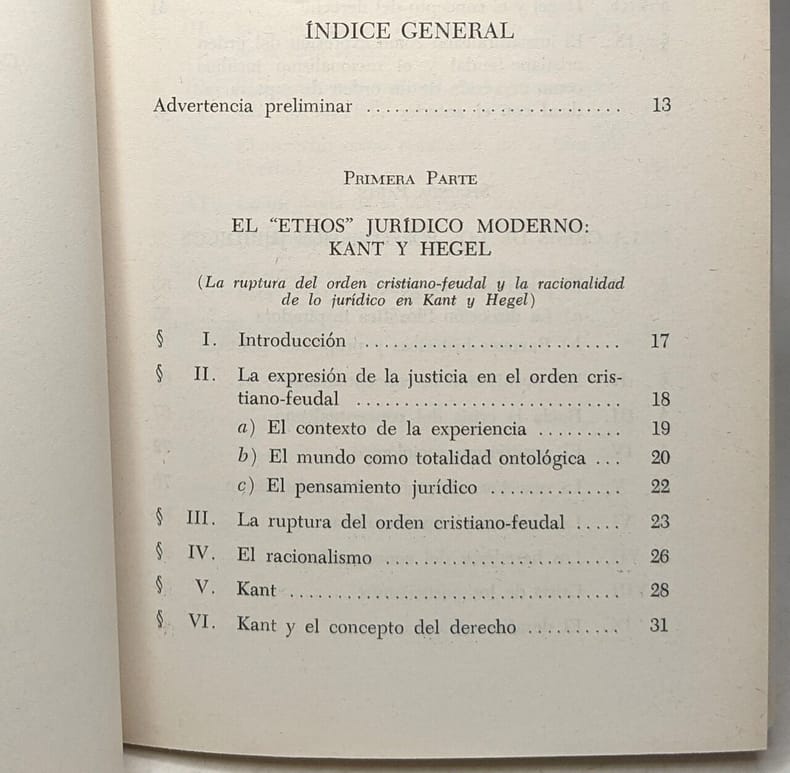 ÍNDICE GENERAL
Advertencia preliminar ........................... 13
PRIMERA PARTE
EL "ETHOS" JURÍDICO MODERNO:
KANT Y HEGEL
(La ruptura del orden cristiano-feudal y la racionalidad
de lo jurídico en Kant y Hegel)
§ I. Introducción ........................... 17
§ II. La expresión de la justicia en el orden cris-
tiano-feudal ............................ 18
a) El contexto de la experiencia ......... 19
b) El mundo como totalidad ontológica ... 20
c) El pensamiento jurídico .............. 22
§ III. La ruptura del orden cristiano-feudal ..... 23
§ IV. El racionalismo ......................... 26
§ V. Kant ................................... 28
§ VI. Kant y el concepto del derecho .......... 31